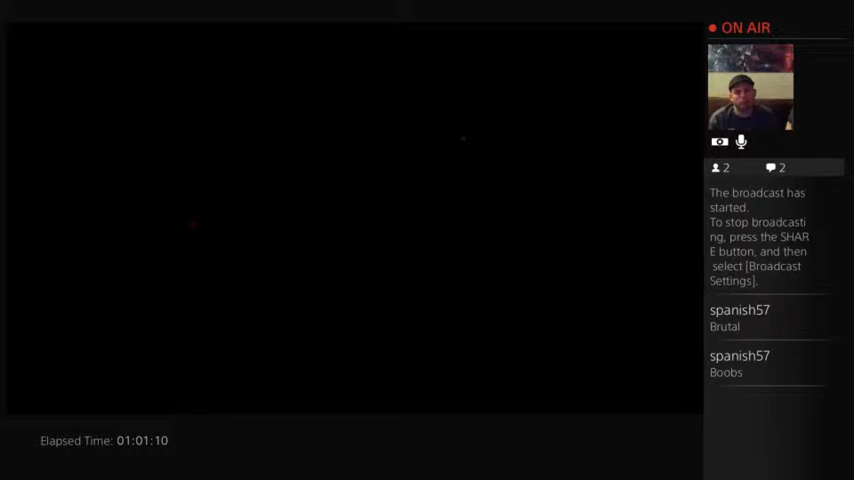 ON AIR
2 2
The broadcast has
started.
To stop broadcasti
ng, press the SHAR
E button, and then
select [Broadcast
Settings].
spanish57
Brutal
spanish57
Boobs
Elapsed Time: 01:01:10